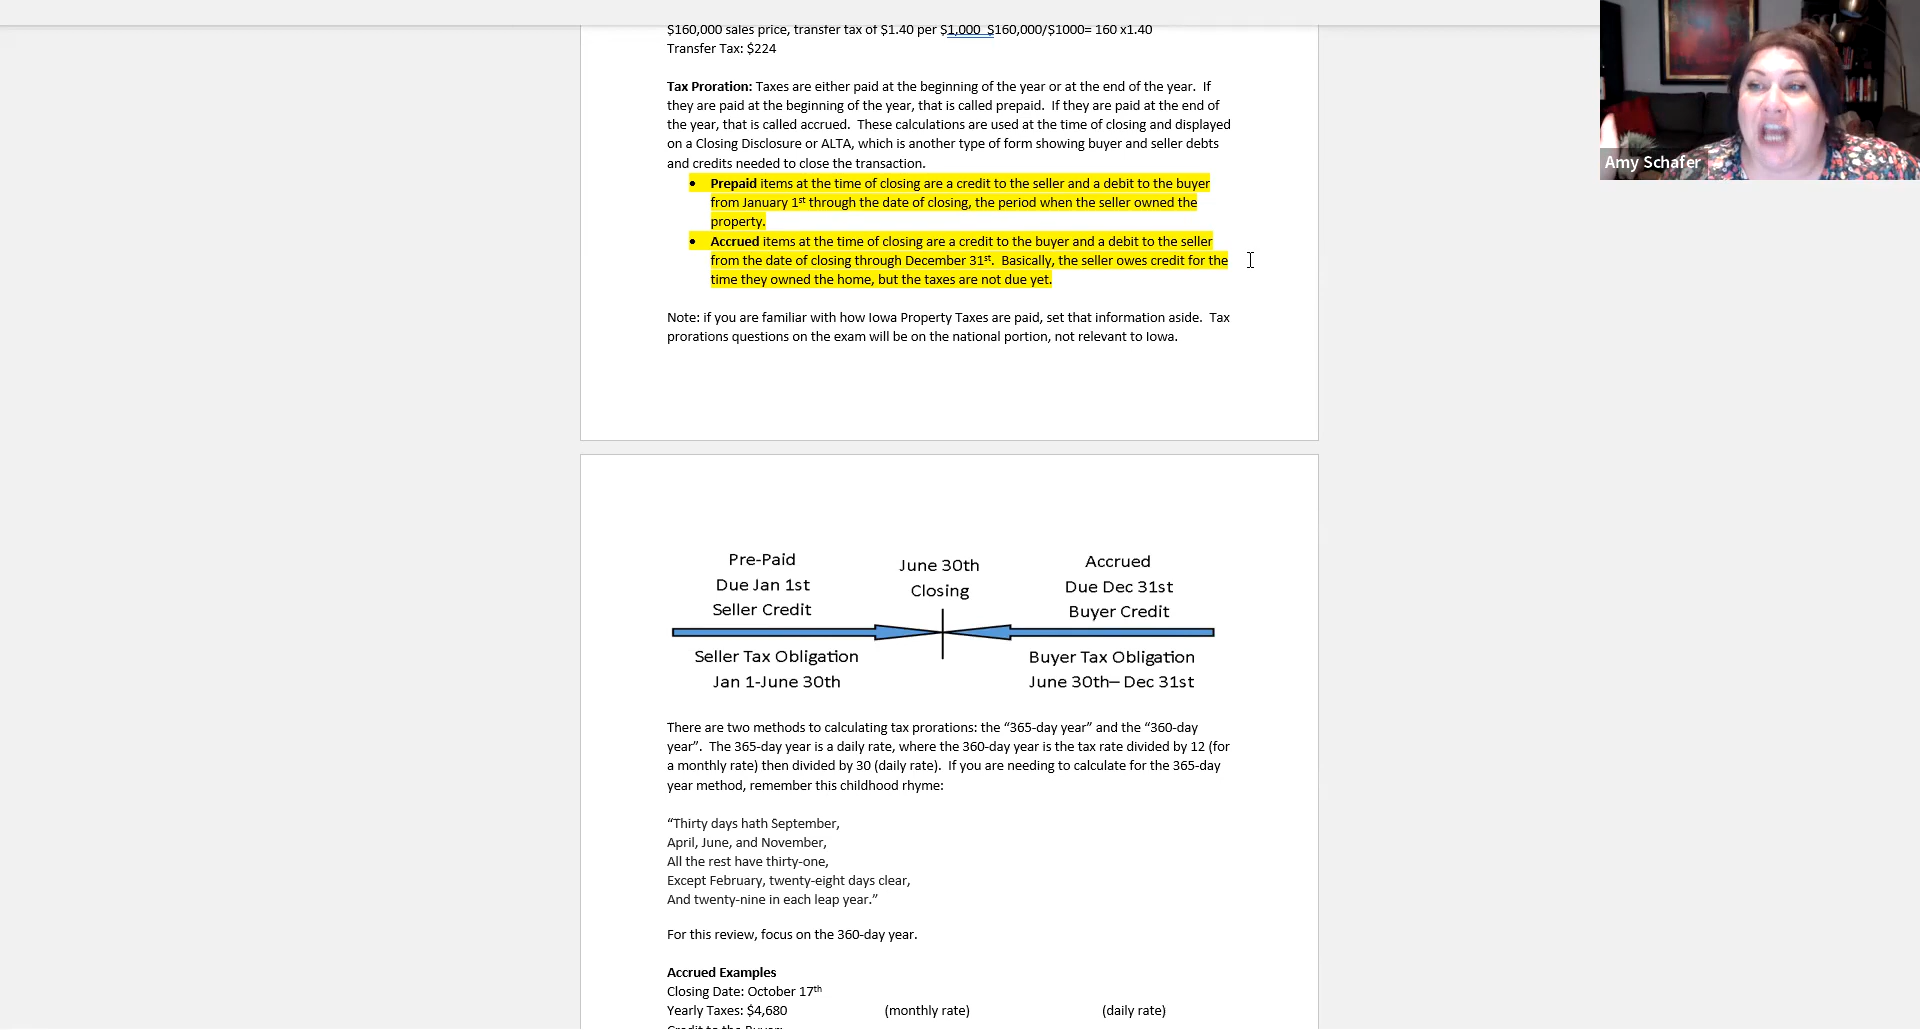 $160,000 sales price, transfer tax of $1.40 per $1,000 $160,000/$1000= 160 x1.40
Transfer Tax: $224
Tax Proration: Taxes are either paid at the beginning of the year or at the end of the year. If
they are paid at the beginning of the year, that is called prepaid. If they are paid at the end of
the year, that is called accrued. These calculations are used at the time of closing and displayed
on a Closing Disclosure or ALTA, which is another type of form showing buyer and seller debts
and credits needed to close the transaction.
• Prepaid items at the time of closing are a credit to the seller and a debit to the buyer
from January 1st through the date of closing, the period when the seller owned the
property.
• Accrued items at the time of closing are a credit to the buyer and a debit to the seller
from the date of closing through December 31st. Basically, the seller owes credit for the
time they owned the home, but the taxes are not due yet.
Note: if you are familiar with how Iowa Property Taxes are paid, set that information aside. Tax
prorations questions on the exam will be on the national portion, not relevant to Iowa.
Pre-Paid
Due Jan 1st
Seller Credit
June 30th
Closing
Accrued
Due Dec 31st
Buyer Credit
Seller Tax Obligation
Jan 1-June 30th
Buyer Tax Obligation
June 30th– Dec 31st
There are two methods to calculating tax prorations: the “365-day year” and the “360-day
year”. The 365-day year is a daily rate, where the 360-day year is the tax rate divided by 12 (for
a monthly rate) then divided by 30 (daily rate). If you are needing to calculate for the 365-day
year method, remember this childhood rhyme:
“Thirty days hath September,
April, June, and November,
All the rest have thirty-one,
Except February, twenty-eight days clear,
And twenty-nine in each leap year.”
For this review, focus on the 360-day year.
Accrued Examples
Closing Date: October 17th
Yearly Taxes: $4,680 (monthly rate) (daily rate)
Credit to the Buyer:
Amy Schafer